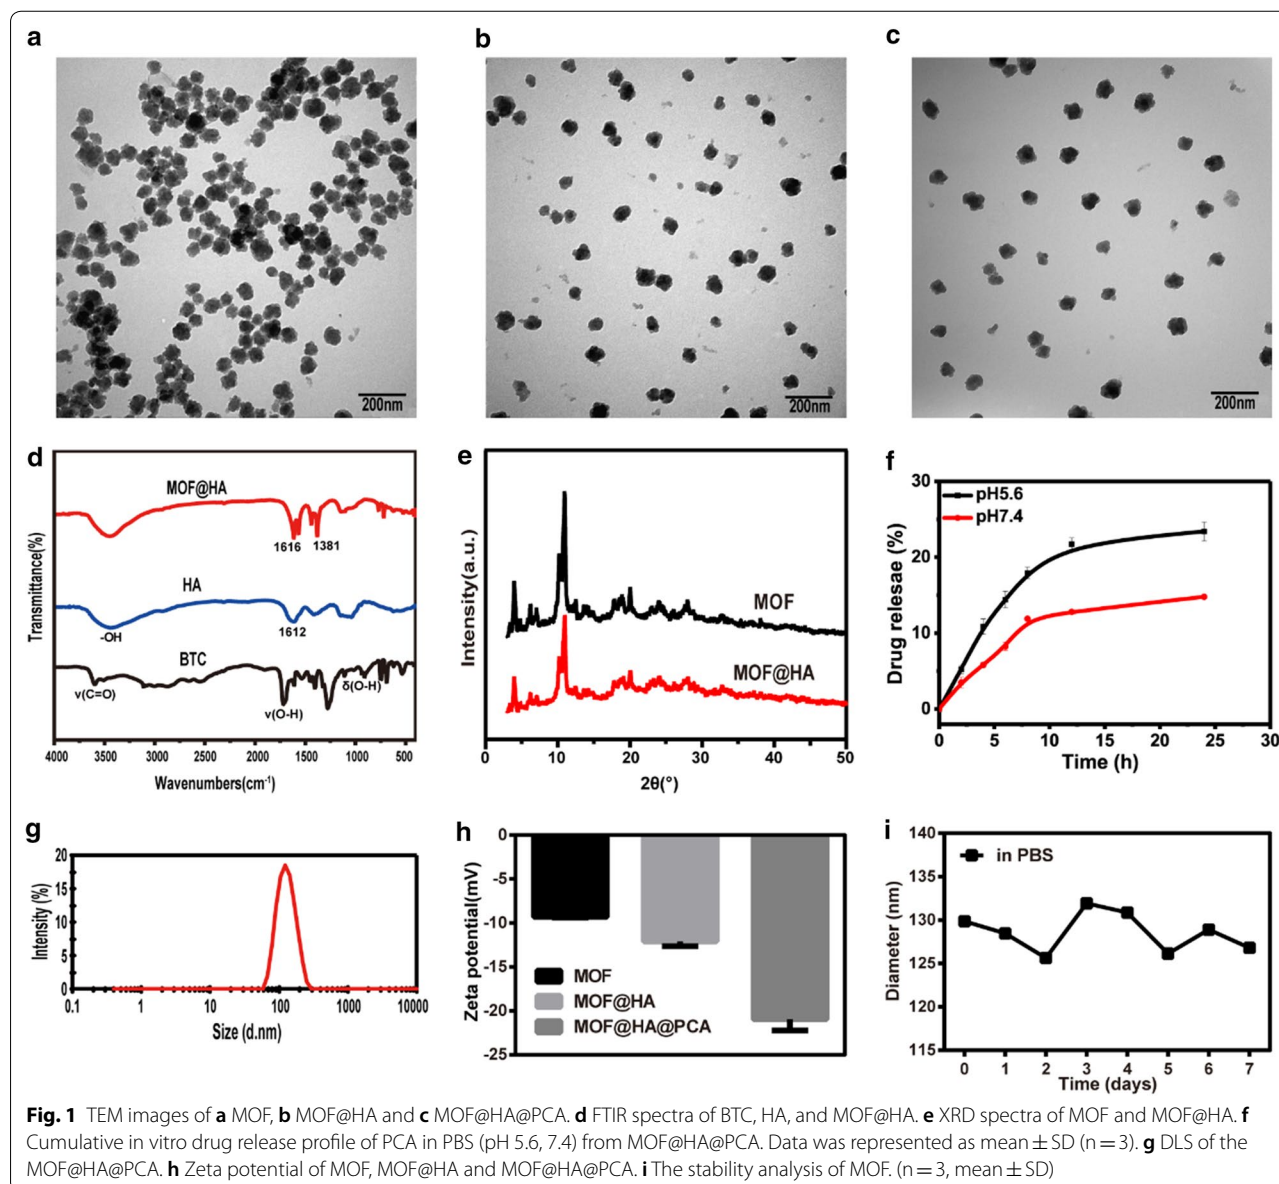 a
b
c
200nm
200nm
200nm
d
MOF@HA
1616
1381
HA
-OH
1612
BTC
ν(C=O)
ν(O-H)
δ(O-H)
Transmittance(%)
4000 3500 3000 2500 2000 1500 1000 500
Wavenumbers(cm⁻¹)
e
MOF
MOF@HA
Intensity(a.u.)
0 10 20 30 40 50
2θ(°)
f
30
20
10
0
pH5.6
pH7.4
Drug relesae (%)
0 5 10 15 20 25 30
Time (h)
g
20
15
10
5
0
Intensity (%)
0.1 1 10 100 1000 10000
Size (d.nm)
h
0
-5
-10
-15
-20
-25
Zeta potential(mV)
MOF
MOF@HA
MOF@HA@PCA
i
140
135
130
125
120
115
in PBS
Diameter (nm)
0 1 2 3 4 5 6 7
Time (days)
Fig. 1 TEM images of a MOF, b MOF@HA and c MOF@HA@PCA. d FTIR spectra of BTC, HA, and MOF@HA. e XRD spectra of MOF and MOF@HA. f
Cumulative in vitro drug release profile of PCA in PBS (pH 5.6, 7.4) from MOF@HA@PCA. Data was represented as mean ± SD (n = 3). g DLS of the
MOF@HA@PCA. h Zeta potential of MOF, MOF@HA and MOF@HA@PCA. i The stability analysis of MOF. (n = 3, mean ± SD)